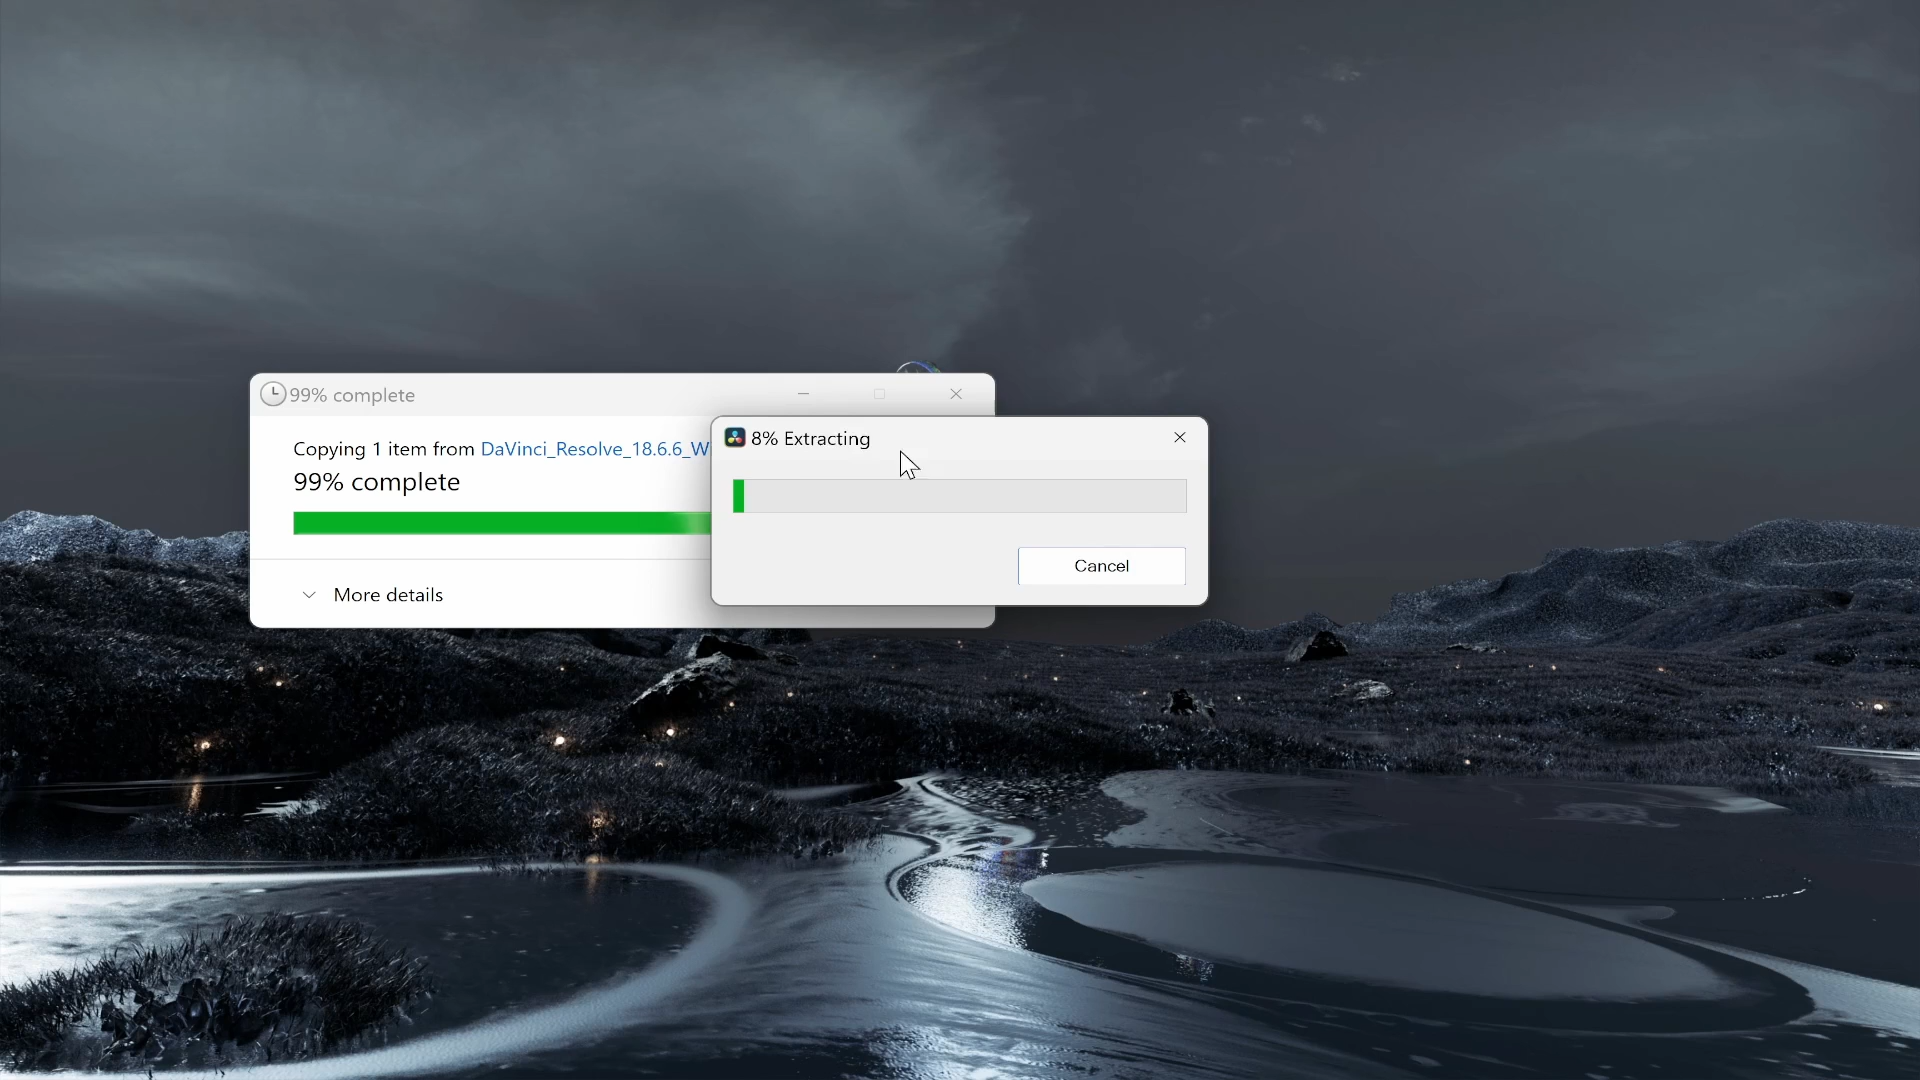 99% complete
Copying 1 item from DaVinci_Resolve_18.6.6_W
99% complete
More details
8% Extracting
Cancel